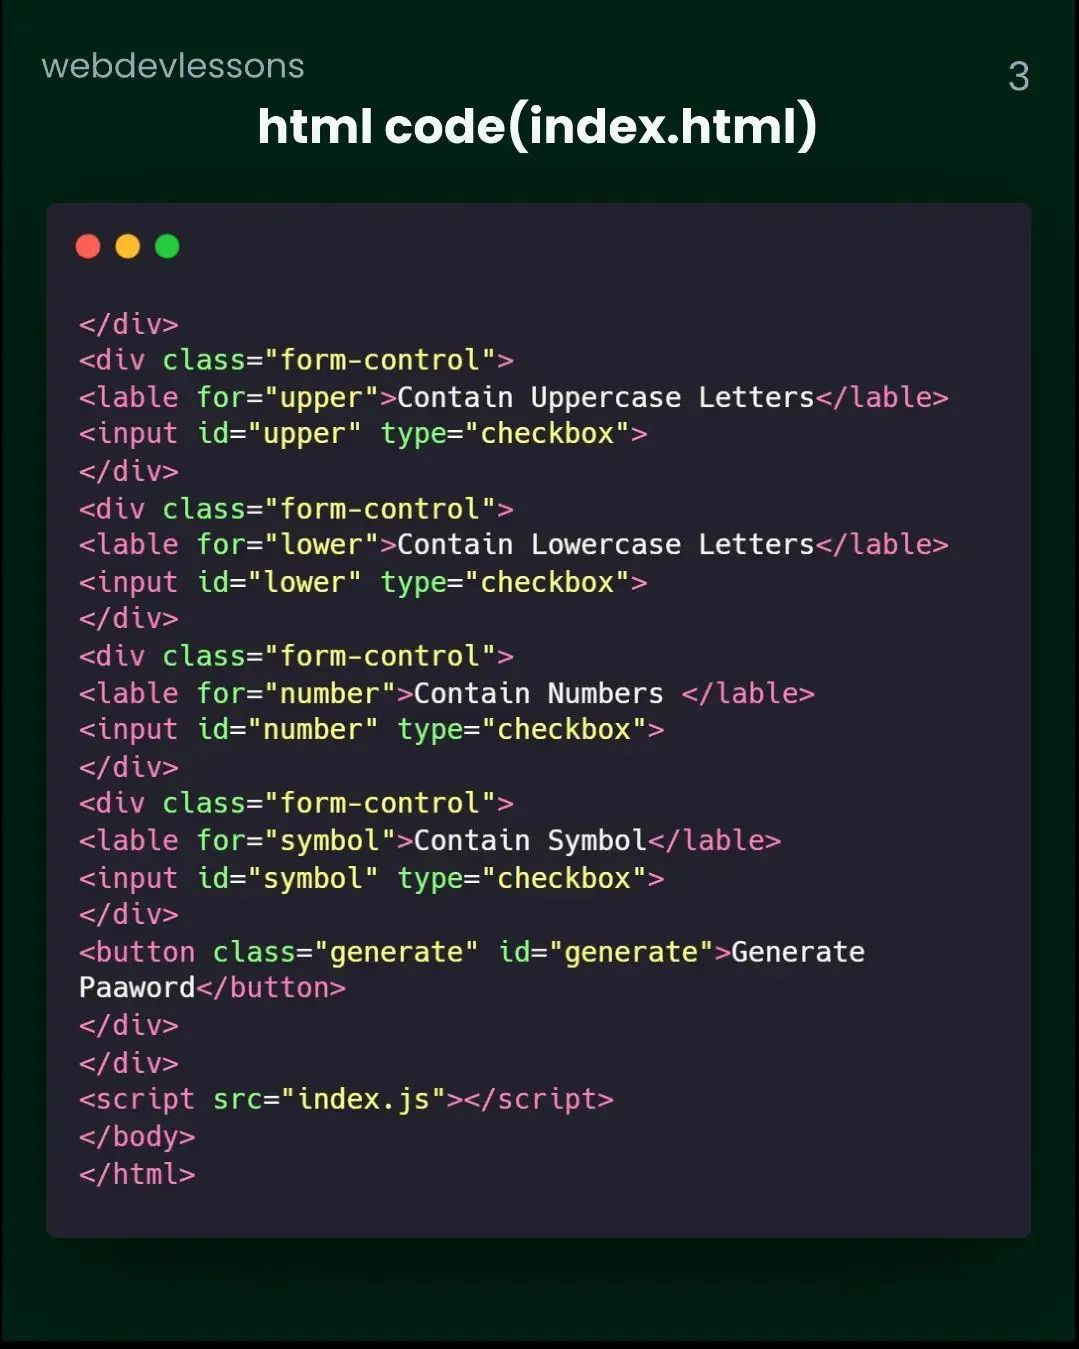 webdevlessons
3
html code(index.html)
</div>
<div class="form-control">
<lable for="upper">Contain Uppercase Letters</lable>
<input id="upper" type="checkbox">
</div>
<div class="form-control">
<lable for="lower">Contain Lowercase Letters</lable>
<input id="lower" type="checkbox">
</div>
<div class="form-control">
<lable for="number">Contain Numbers </lable>
<input id="number" type="checkbox">
</div>
<div class="form-control">
<lable for="symbol">Contain Symbol</lable>
<input id="symbol" type="checkbox">
</div>
<button class="generate" id="generate">Generate
Paaword</button>
</div>
</div>
<script src="index.js"></script>
</body>
</html>